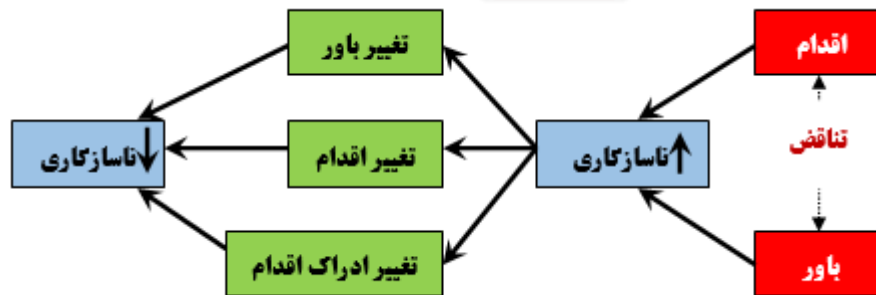 اقدام
تناقض
باور
ناسازکاری
تغییر باور
تغییر اقدام
تغییر ادراک اقدام
ناسازکاری